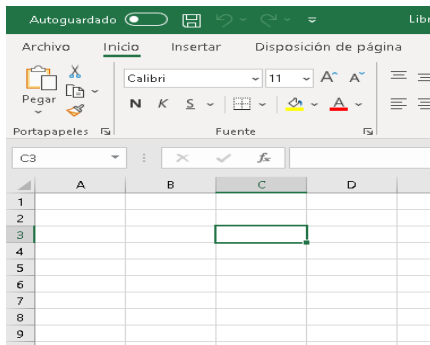 Autoguardado Libr
Archivo Inicio Insertar Disposición de página
Pegar
Calibri 11 A^ A˅
N K S A
Portapapeles Fuente
C3 fx
A B C D
1
2
3
4
5
6
7
8
9